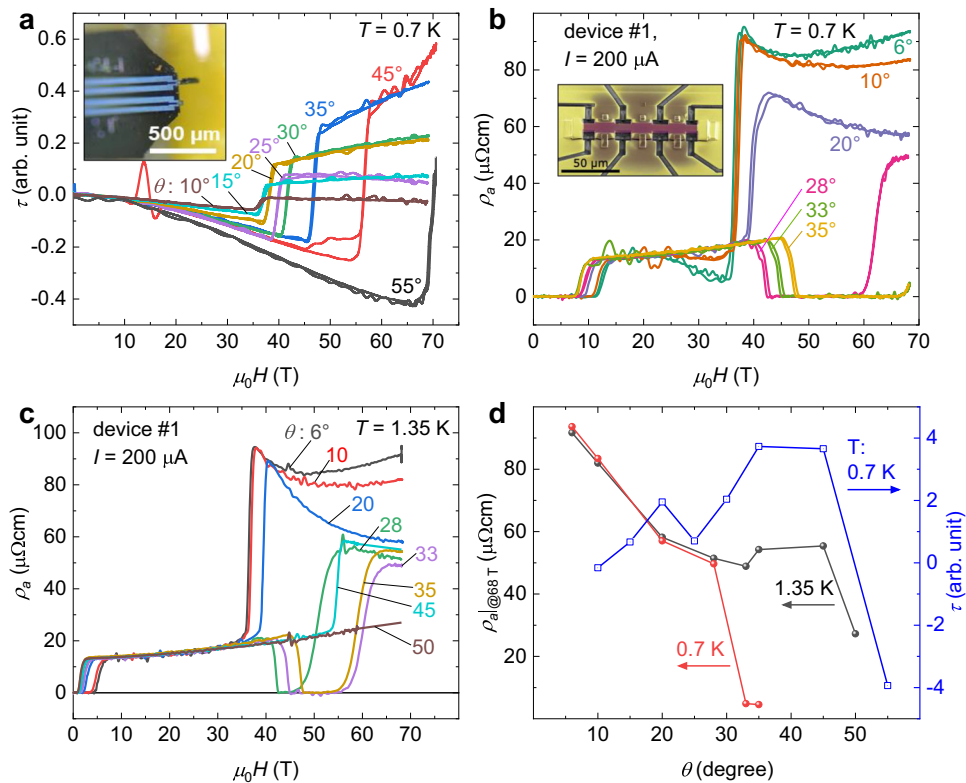 a
T = 0.7 K
0.6
0.4
0.2
0.0
-0.2
-0.4
τ (arb. unit)
500 µm
45°
35°
30°
25°
20°
15°
θ : 10°
55°
0 10 20 30 40 50 60 70
µ₀H (T)
b
device #1,
I = 200 µA
T = 0.7 K
80
60
40
20
0
ρₐ (µΩcm)
50 µm
6°
10°
20°
28°
33°
35°
0 10 20 30 40 50 60 70
µ₀H (T)
c
device #1
I = 200 µA
T = 1.35 K
100
80
60
40
20
0
ρₐ (µΩcm)
θ : 6°
10
20
28
33
35
45
50
0 10 20 30 40 50 60 70
µ₀H (T)
d
80
60
40
20
ρₐ|@68 T (µΩcm)
T:
0.7 K
1.35 K
0.7 K
4
2
0
-2
-4
τ (arb. unit)
10 20 30 40 50
θ (degree)